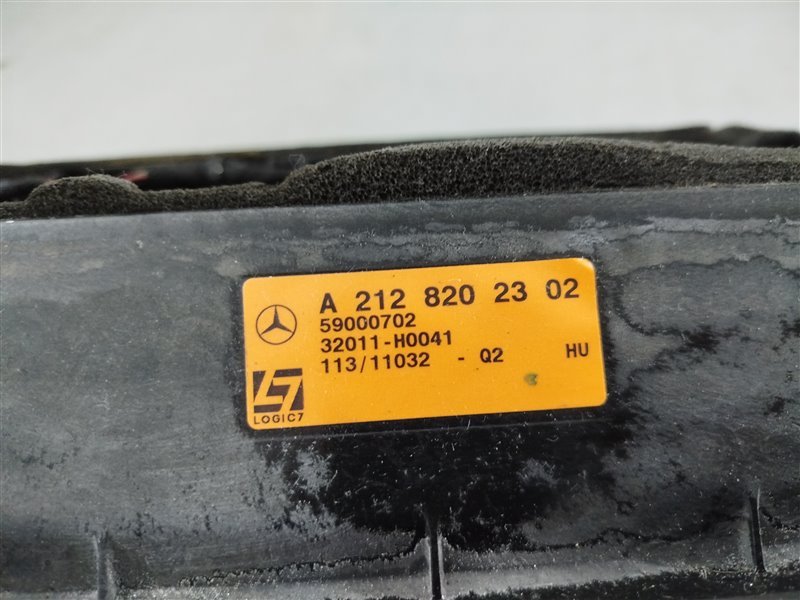 A 212 820 23 02
59000702
32011-H0041
113/11032 - Q2 HU
LOGIC7